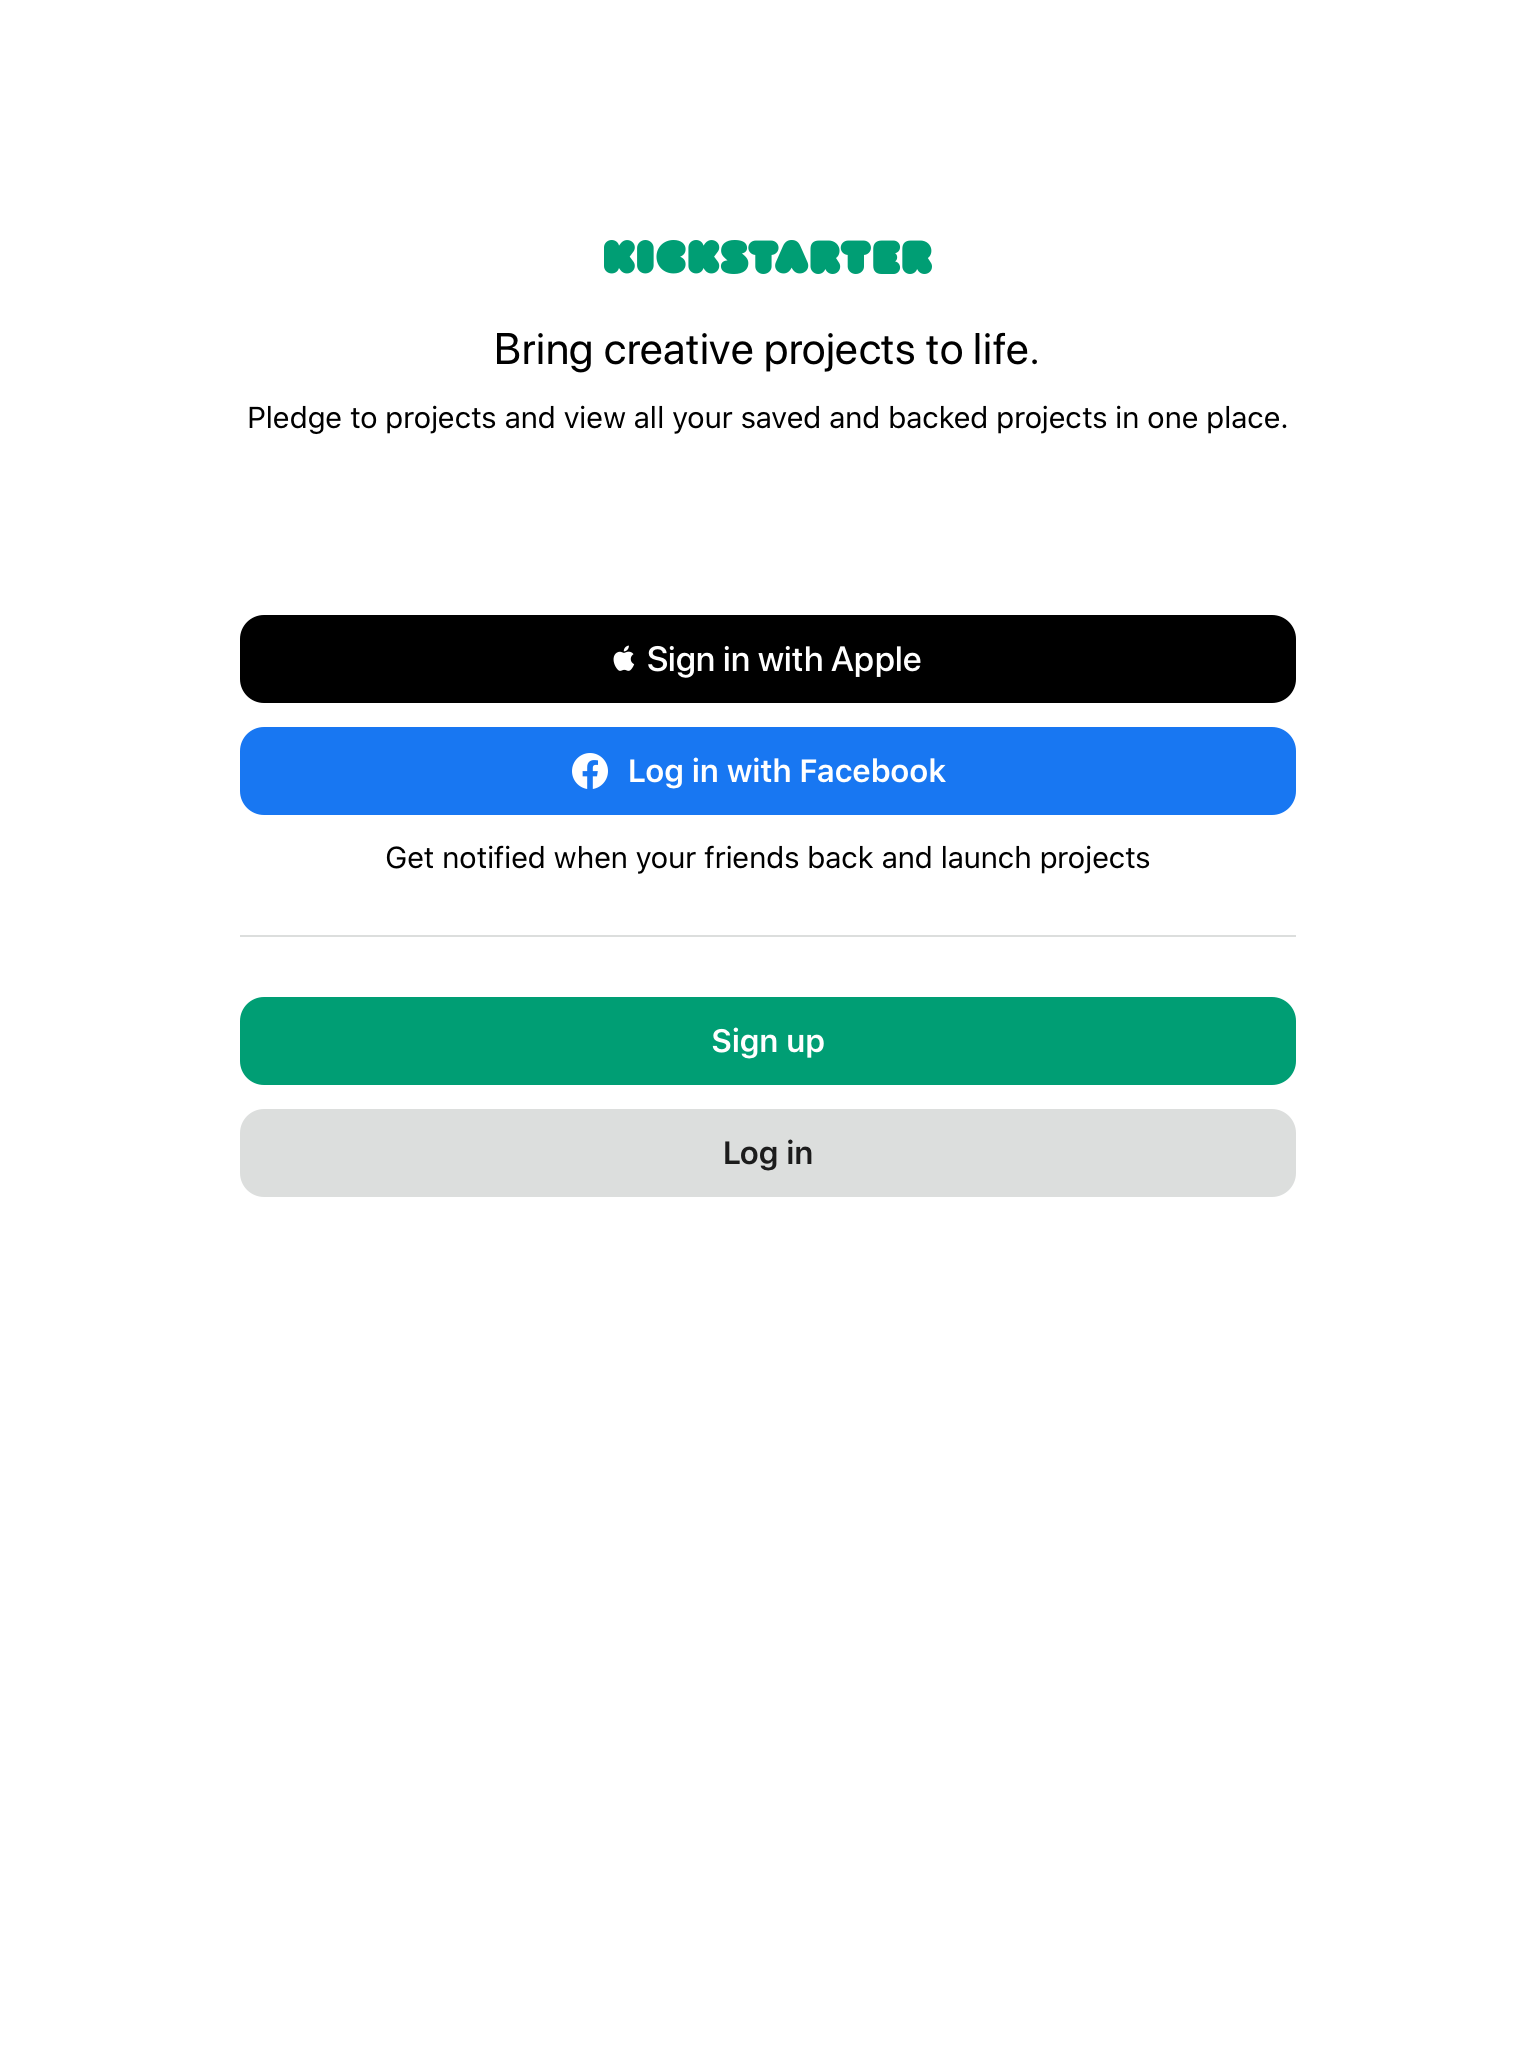 KICKSTARTER
Bring creative projects to life.
Pledge to projects and view all your saved and backed projects in one place.
Sign in with Apple
Log in with Facebook
Get notified when your friends back and launch projects
Sign up
Log in